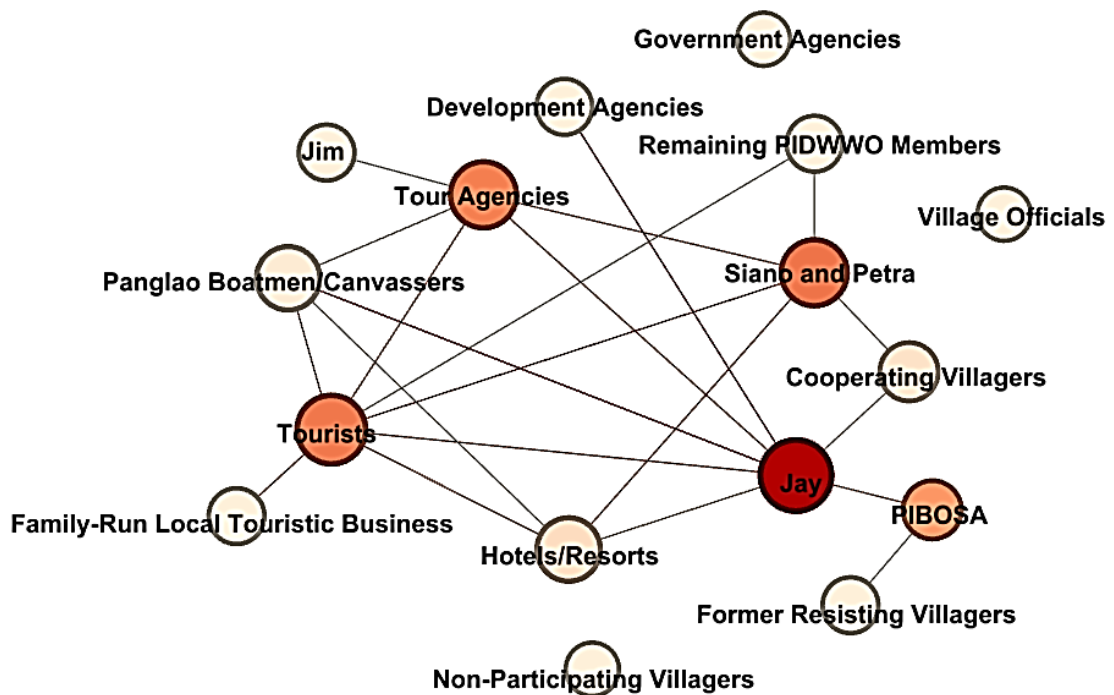 Government Agencies
Development Agencies
Remaining PIDWWO Members
Jim
Tour Agencies
Village Officials
Siano and Petra
Panglao Boatmen/Canvassers
Cooperating Villagers
Tourists
Jay
PIBOSA
Family-Run Local Touristic Business
Hotels/Resorts
Former Resisting Villagers
Non-Participating Villagers